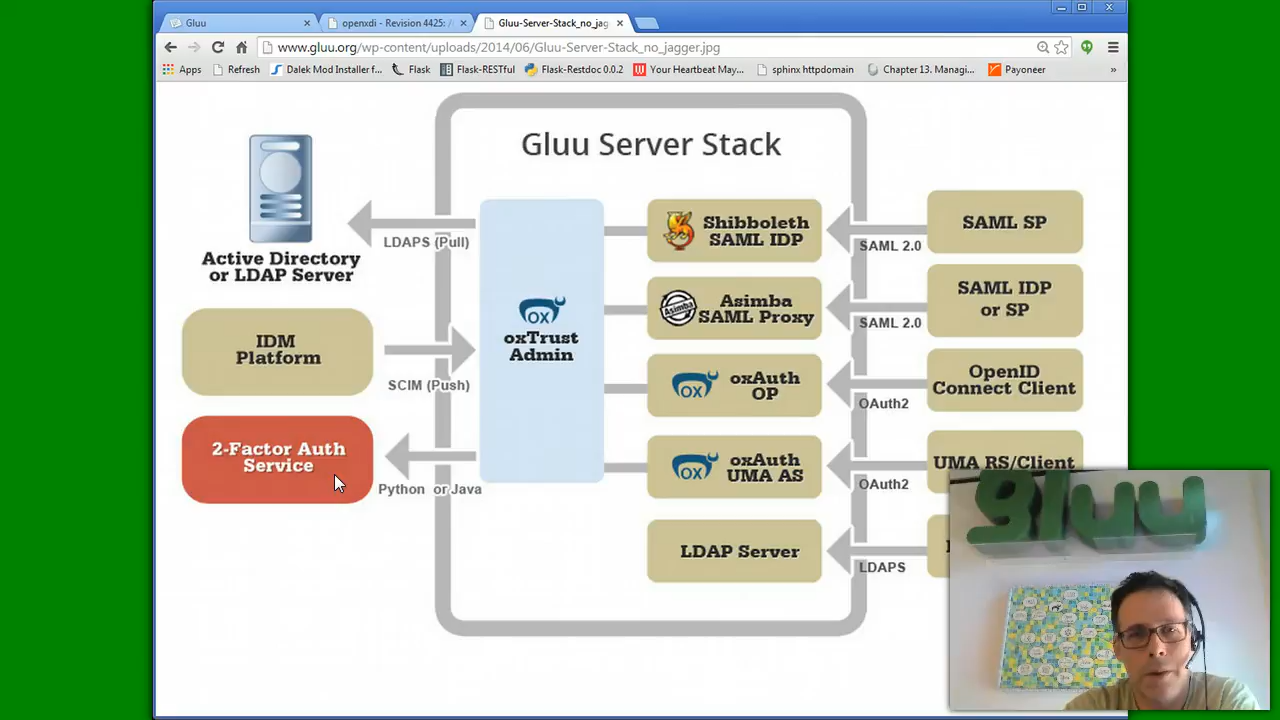 Gluu
openxdi - Revision 4425: /
Gluu-Server-Stack_no_jag
www.gluu.org/wp-content/uploads/2014/06/Gluu-Server-Stack_no_jagger.jpg
Apps
Refresh
Dalek Mod Installer f...
Flask
Flask-RESTful
Flask-Restdoc 0.0.2
Your Heartbeat May...
sphinx httpdomain
Chapter 13. Managi...
Payoneer
»
Gluu Server Stack
Active Directory
or LDAP Server
LDAPS (Pull)
IDM
Platform
SCIM (Push)
2-Factor Auth
Service
Python or Java
OX
oxTrust
Admin
Shibboleth
SAML IDP
SAML 2.0
SAML SP
Asimba
Asimba
SAML Proxy
SAML 2.0
SAML IDP
or SP
OX
oxAuth
OP
OAuth2
OpenID
Connect Client
OX
oxAuth
UMA AS
OAuth2
UMA RS/Client
LDAP Server
LDAPS
gluu